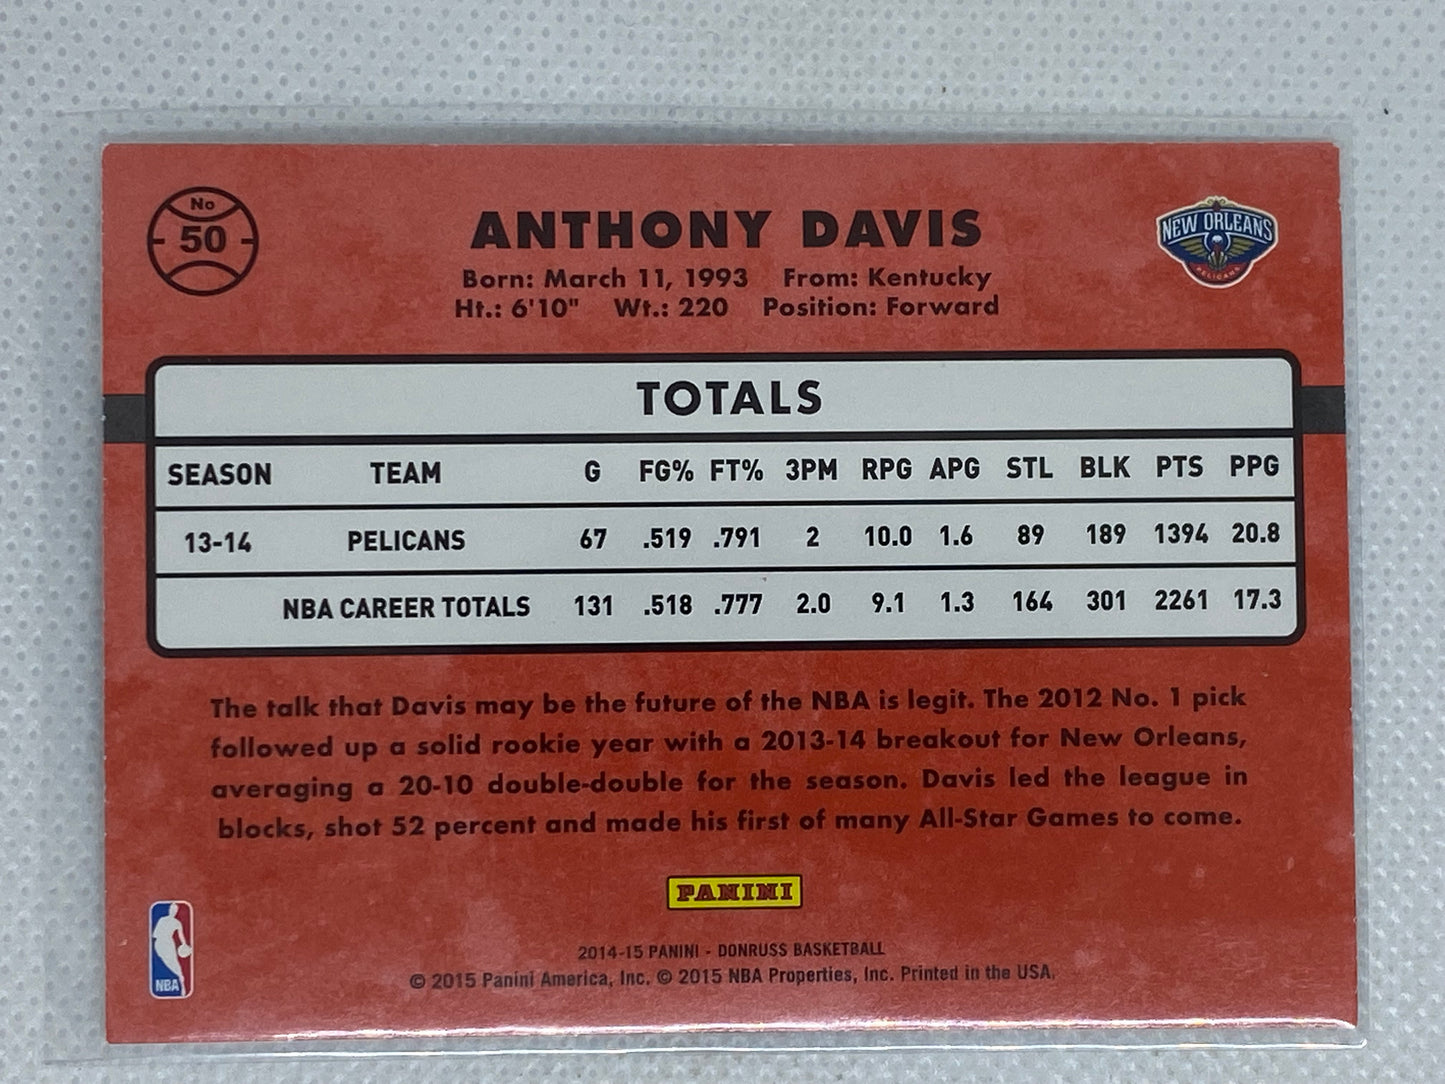 No
50
ANTHONY DAVIS
NEW ORLEANS
PELICANS
Born: March 11, 1993 From: Kentucky
Ht.: 6'10" Wt.: 220 Position: Forward
TOTALS
SEASON TEAM G FG% FT% 3PM RPG APG STL BLK PTS PPG
13-14 PELICANS 67 .519 .791 2 10.0 1.6 89 189 1394 20.8
NBA CAREER TOTALS 131 .518 .777 2.0 9.1 1.3 164 301 2261 17.3
The talk that Davis may be the future of the NBA is legit. The 2012 No. 1 pick
followed up a solid rookie year with a 2013-14 breakout for New Orleans,
averaging a 20-10 double-double for the season. Davis led the league in
blocks, shot 52 percent and made his first of many All-Star Games to come.
PANINI
NBA
2014-15 PANINI - DONRUSS BASKETBALL
© 2015 Panini America, Inc. © 2015 NBA Properties, Inc. Printed in the USA.